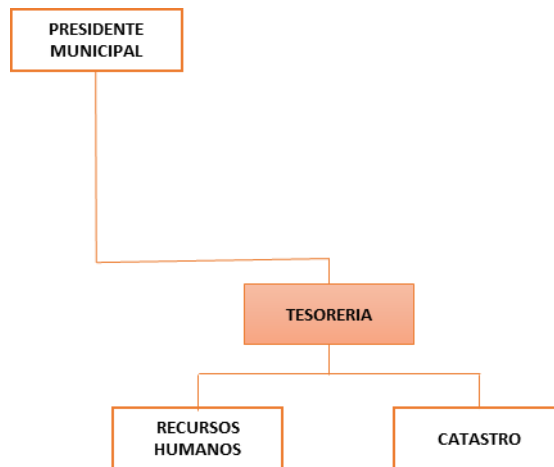 PRESIDENTE
MUNICIPAL
TESORERIA
RECURSOS
HUMANOS
CATASTRO